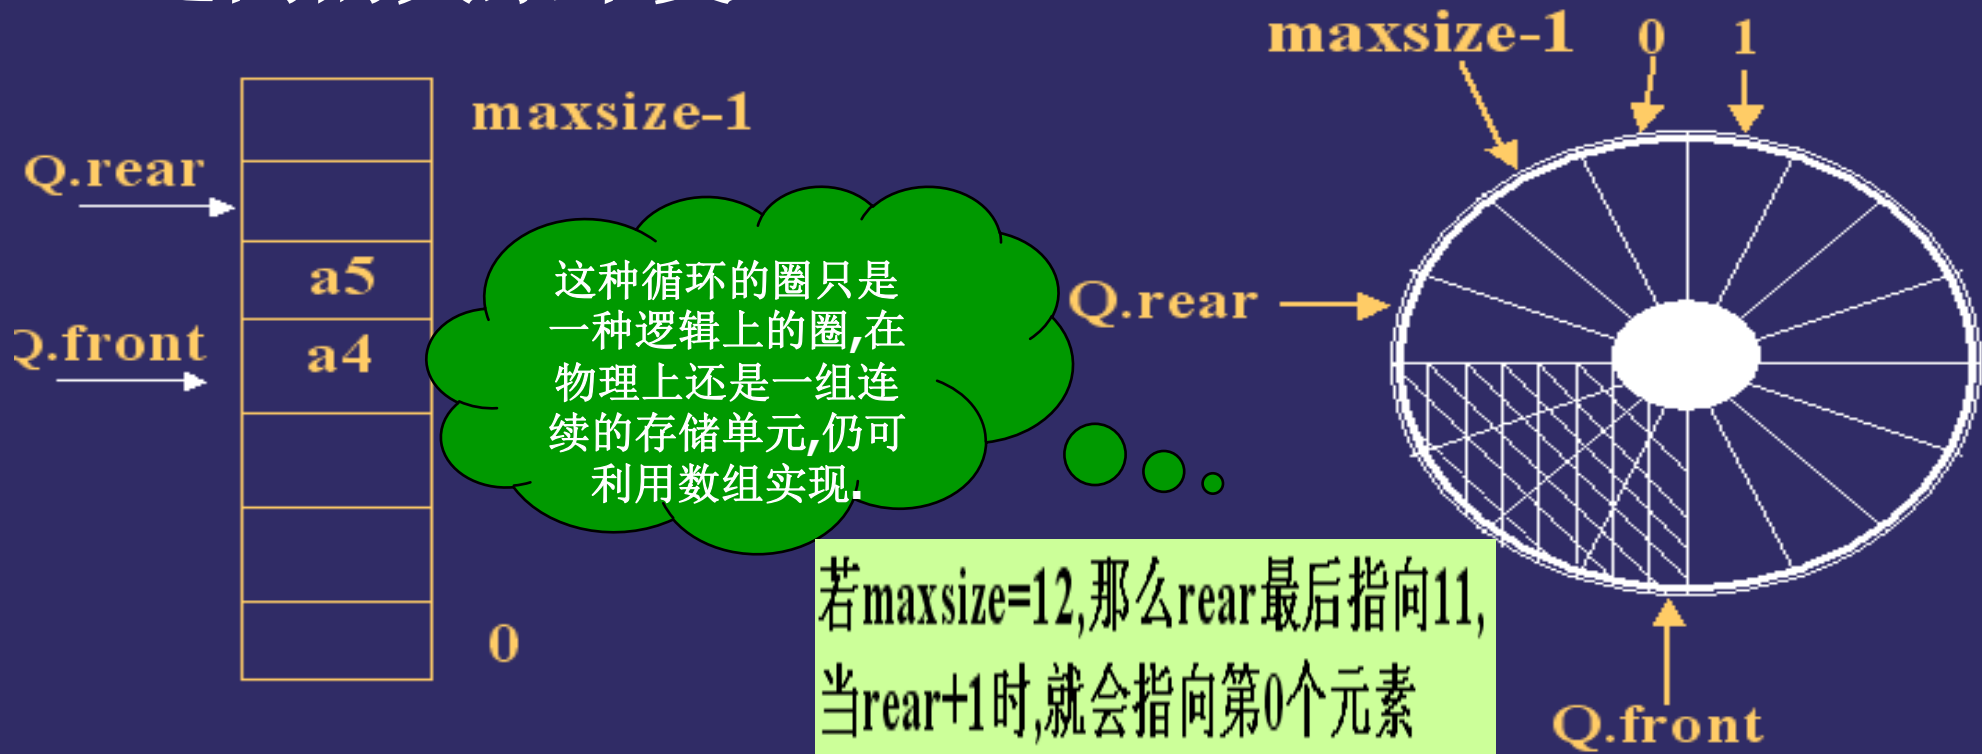 maxsize-1 0 1
maxsize-1
Q.rear
a5
Q.front
a4
0
这种循环的圈只是
一种逻辑上的圈,在
物理上还是一组连
续的存储单元,仍可
利用数组实现.
Q.rear
若maxsize=12,那么rear最后指向11,
当rear+1时,就会指向第0个元素
Q.front